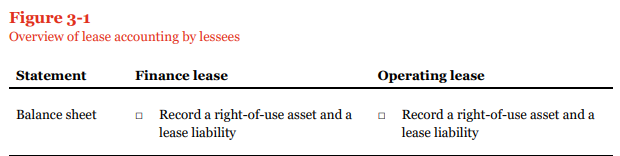 Figure 3-1
Overview of lease accounting by lessees
Statement Finance lease Operating lease
Balance sheet □ Record a right-of-use asset and a □ Record a right-of-use asset and a
lease liability lease liability